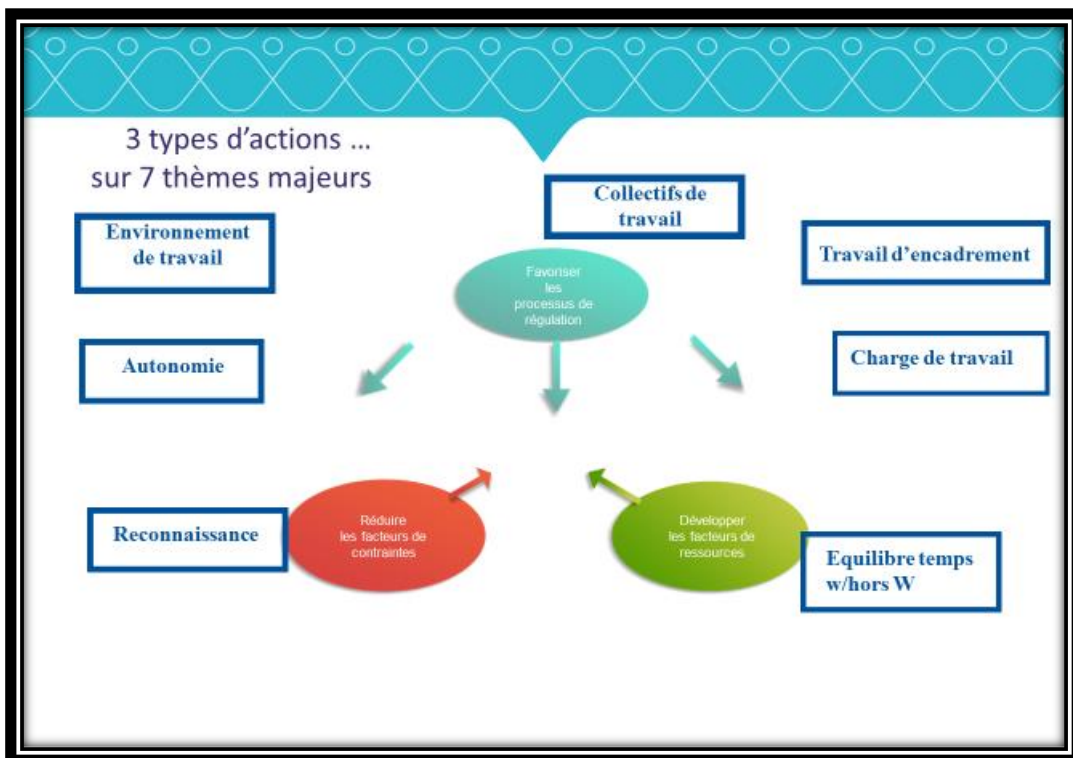 3 types d'actions ...
sur 7 thèmes majeurs
Collectifs de
travail
Environnement
de travail
Travail d'encadrement
Favoriser
les
processus de
régulation
Autonomie
Charge de travail
Reconnaissance
Réduire
les facteurs de
contraintes
Développer
les facteurs de
ressources
Equilibre temps
w/hors W